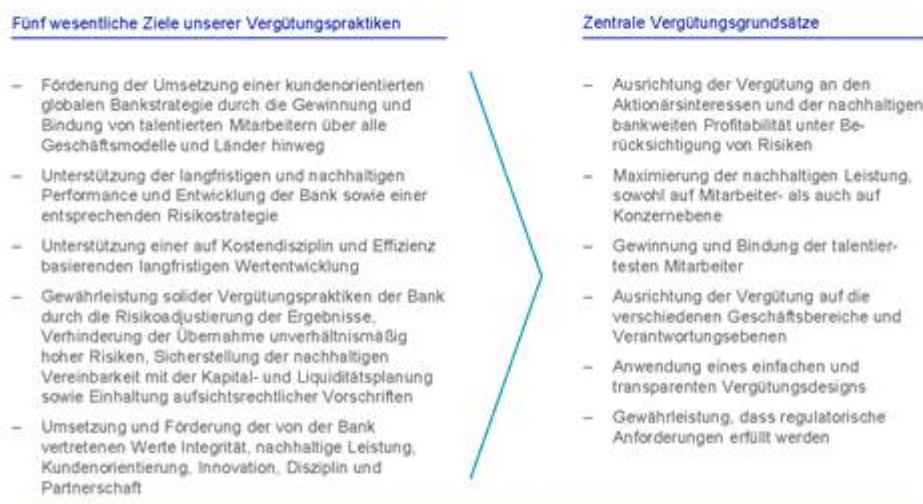 Fünf wesentliche Ziele unserer Vergütungspraktiken
– Förderung der Umsetzung einer kundenorientierten
globalen Bankstrategie durch die Gewinnung und
Bindung von talentierten Mitarbeitern über alle
Geschäftsmodelle und Länder hinweg
– Unterstützung der langfristigen und nachhaltigen
Performance und Entwicklung der Bank sowie einer
entsprechenden Risikostrategie
– Unterstützung einer auf Kostendisziplin und Effizienz
basierenden langfristigen Wertentwicklung
– Gewährleistung solider Vergütungspraktiken der Bank
durch die Risikoadjustierung der Ergebnisse,
Verhinderung der Übernahme unverhältnismäßig
hoher Risiken, Sicherstellung der nachhaltigen
Vereinbarkeit mit der Kapital- und Liquiditätsplanung
sowie Einhaltung aufsichtsrechtlicher Vorschriften
– Umsetzung und Förderung der von der Bank
vertretenen Werte Integrität, nachhaltige Leistung,
Kundenorientierung, Innovation, Disziplin und
Partnerschaft
Zentrale Vergütungsgrundsätze
– Ausrichtung der Vergütung an den
Aktionärsinteressen und der nachhaltigen
bankweiten Profitabilität unter Be-
rücksichtigung von Risiken
– Maximierung der nachhaltigen Leistung,
sowohl auf Mitarbeiter- als auch auf
Konzernebene
– Gewinnung und Bindung der talentier-
testen Mitarbeiter
– Ausrichtung der Vergütung auf die
verschiedenen Geschäftsbereiche und
Verantwortungsebenen
– Anwendung eines einfachen und
transparenten Vergütungsdesigns
– Gewährleistung, dass regulatorische
Anforderungen erfüllt werden